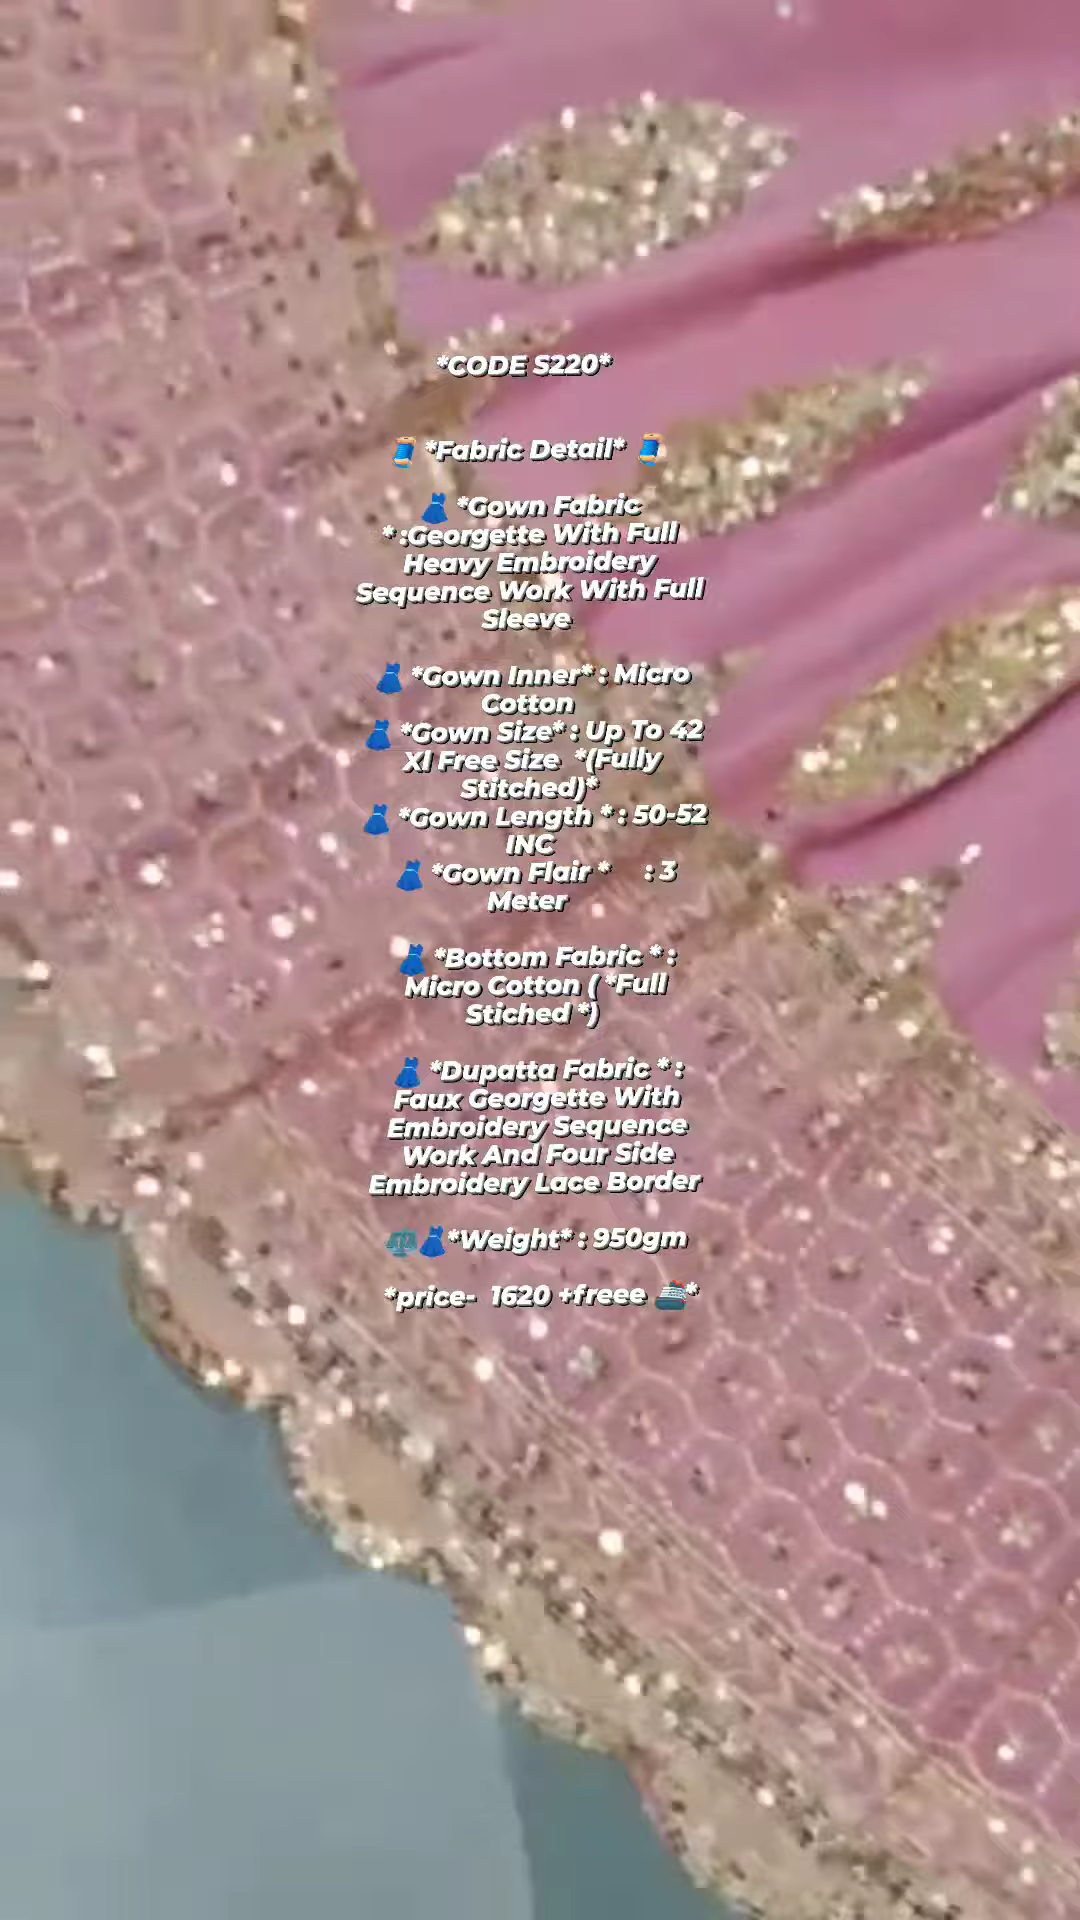 *CODE S220*
🧵 *Fabric Detail* 🧵
👗 *Gown Fabric
* :Georgette With Full
Heavy Embroidery
Sequence Work With Full
Sleeve
👗 *Gown Inner* : Micro
Cotton
👗 *Gown Size* : Up To 42
Xl Free Size *(Fully
Stitched)*
👗 *Gown Length * : 50-52
INC
👗 *Gown Flair * : 3
Meter
👗 *Bottom Fabric * :
Micro Cotton ( *Full
Stiched *)
👗 *Dupatta Fabric * :
Faux Georgette With
Embroidery Sequence
Work And Four Side
Embroidery Lace Border
⚖👗*Weight* : 950gm
*price- 1620 +freee 🚢*